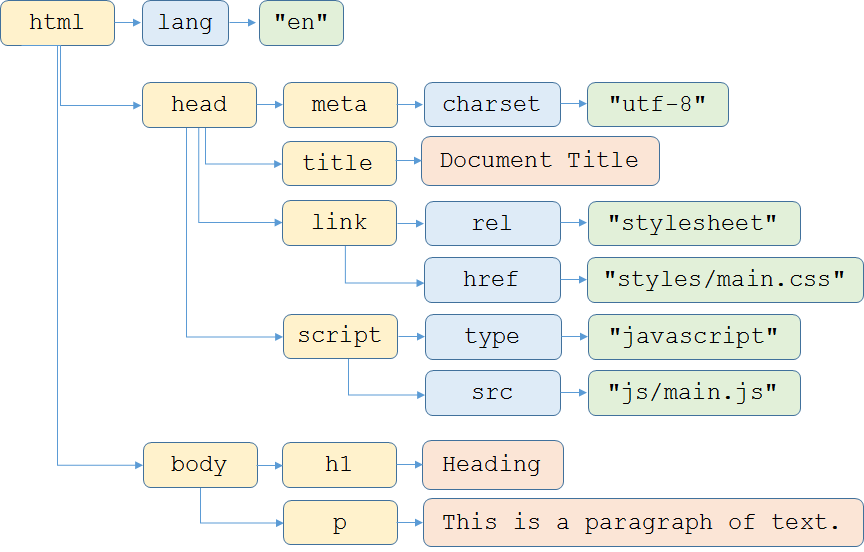 html lang "en"
head meta charset "utf-8"
title Document Title
link rel "stylesheet"
href "styles/main.css"
script type "javascript"
src "js/main.js"
body h1 Heading
p This is a paragraph of text.